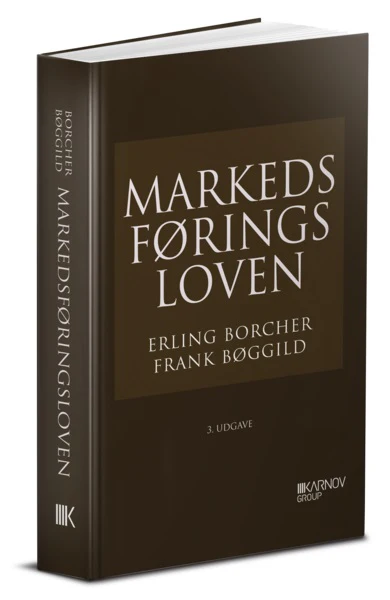 BORCHER
BØGGILD
MARKEDSFØRINGSLOVEN
K
MARKEDS
FØRINGS
LOVEN
ERLING BORCHER
FRANK BØGGILD
3. UDGAVE
KARNOV
GROUP